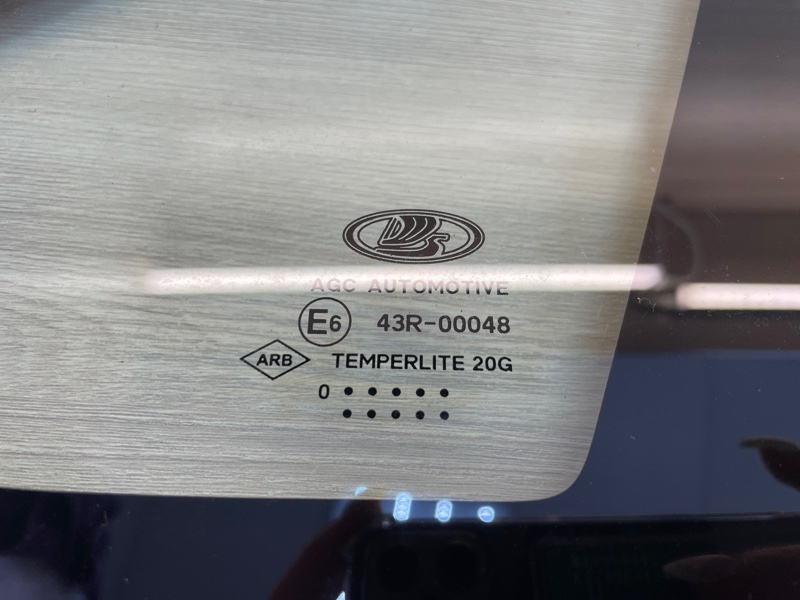 AGC AUTOMOTIVE
E6 43R-00048
ARB TEMPERLITE 20G
0 • • • • •
• • • • •